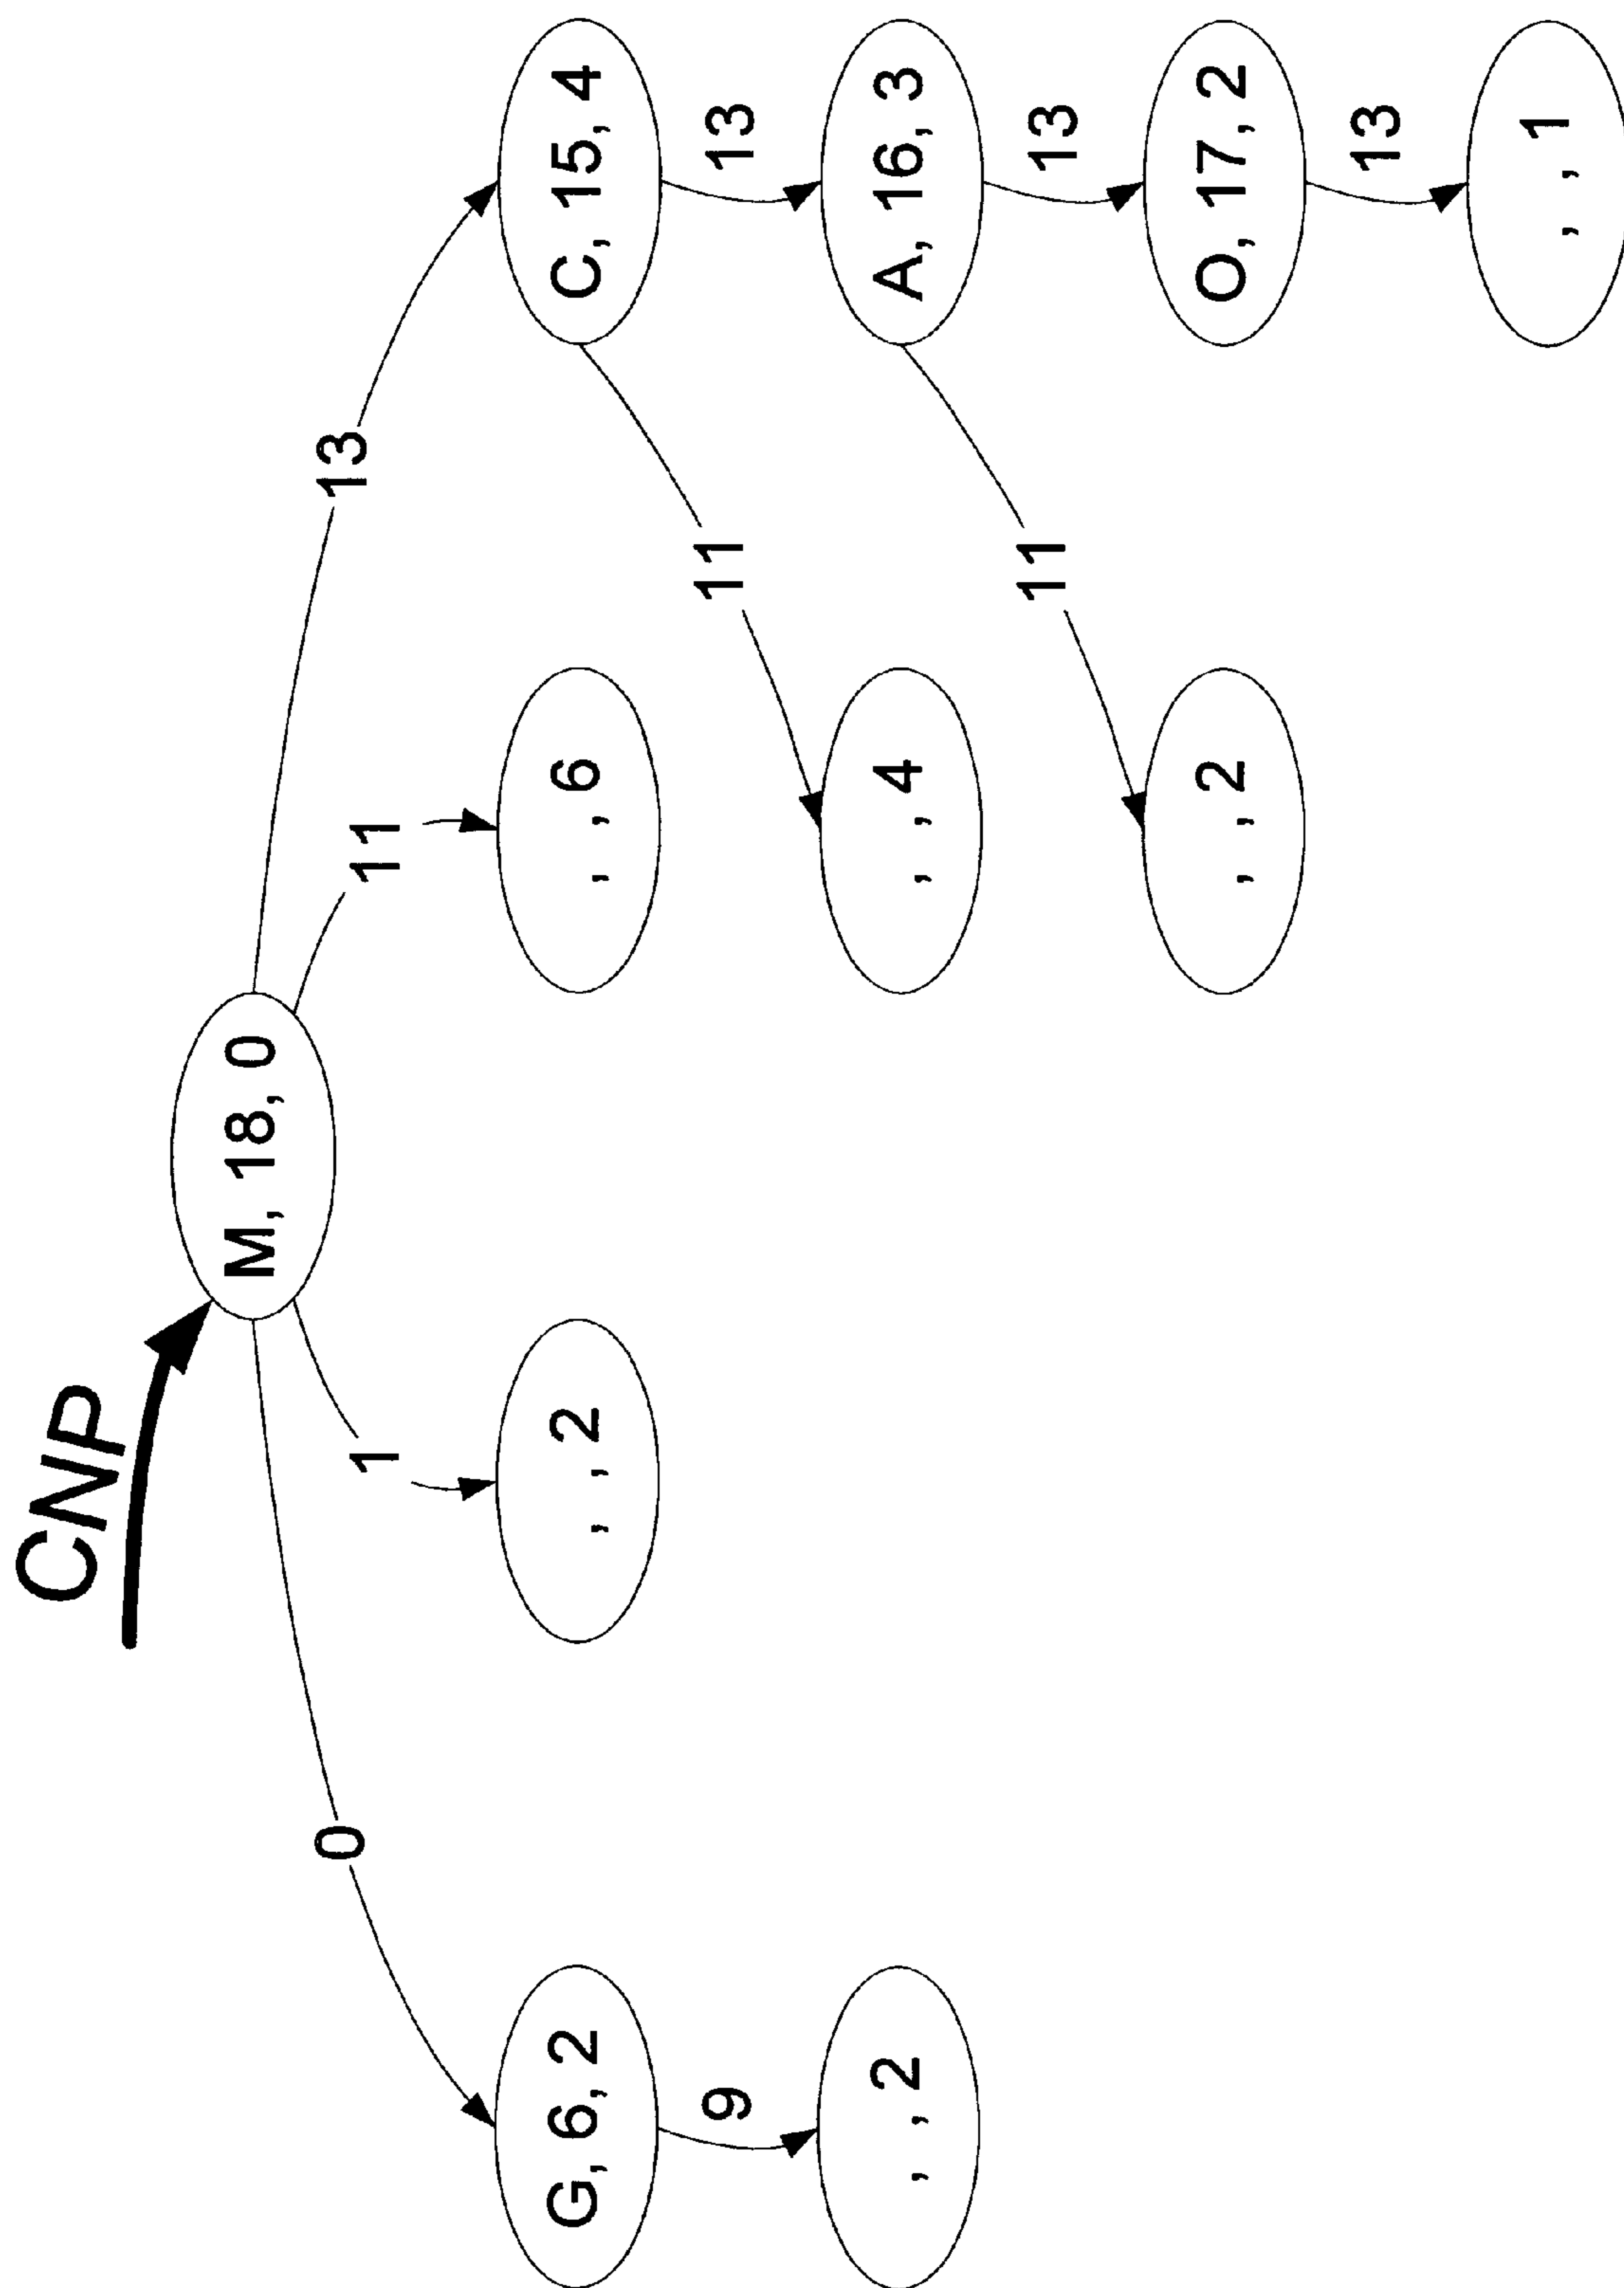 CNP
M, 18, 0
0
1
11
13
G, 6, 2
, , 2
, , 6
C, 15, 4
9
11
13
, , 2
, , 4
A, 16, 3
11
13
, , 2
O, 17, 2
13
, , 1